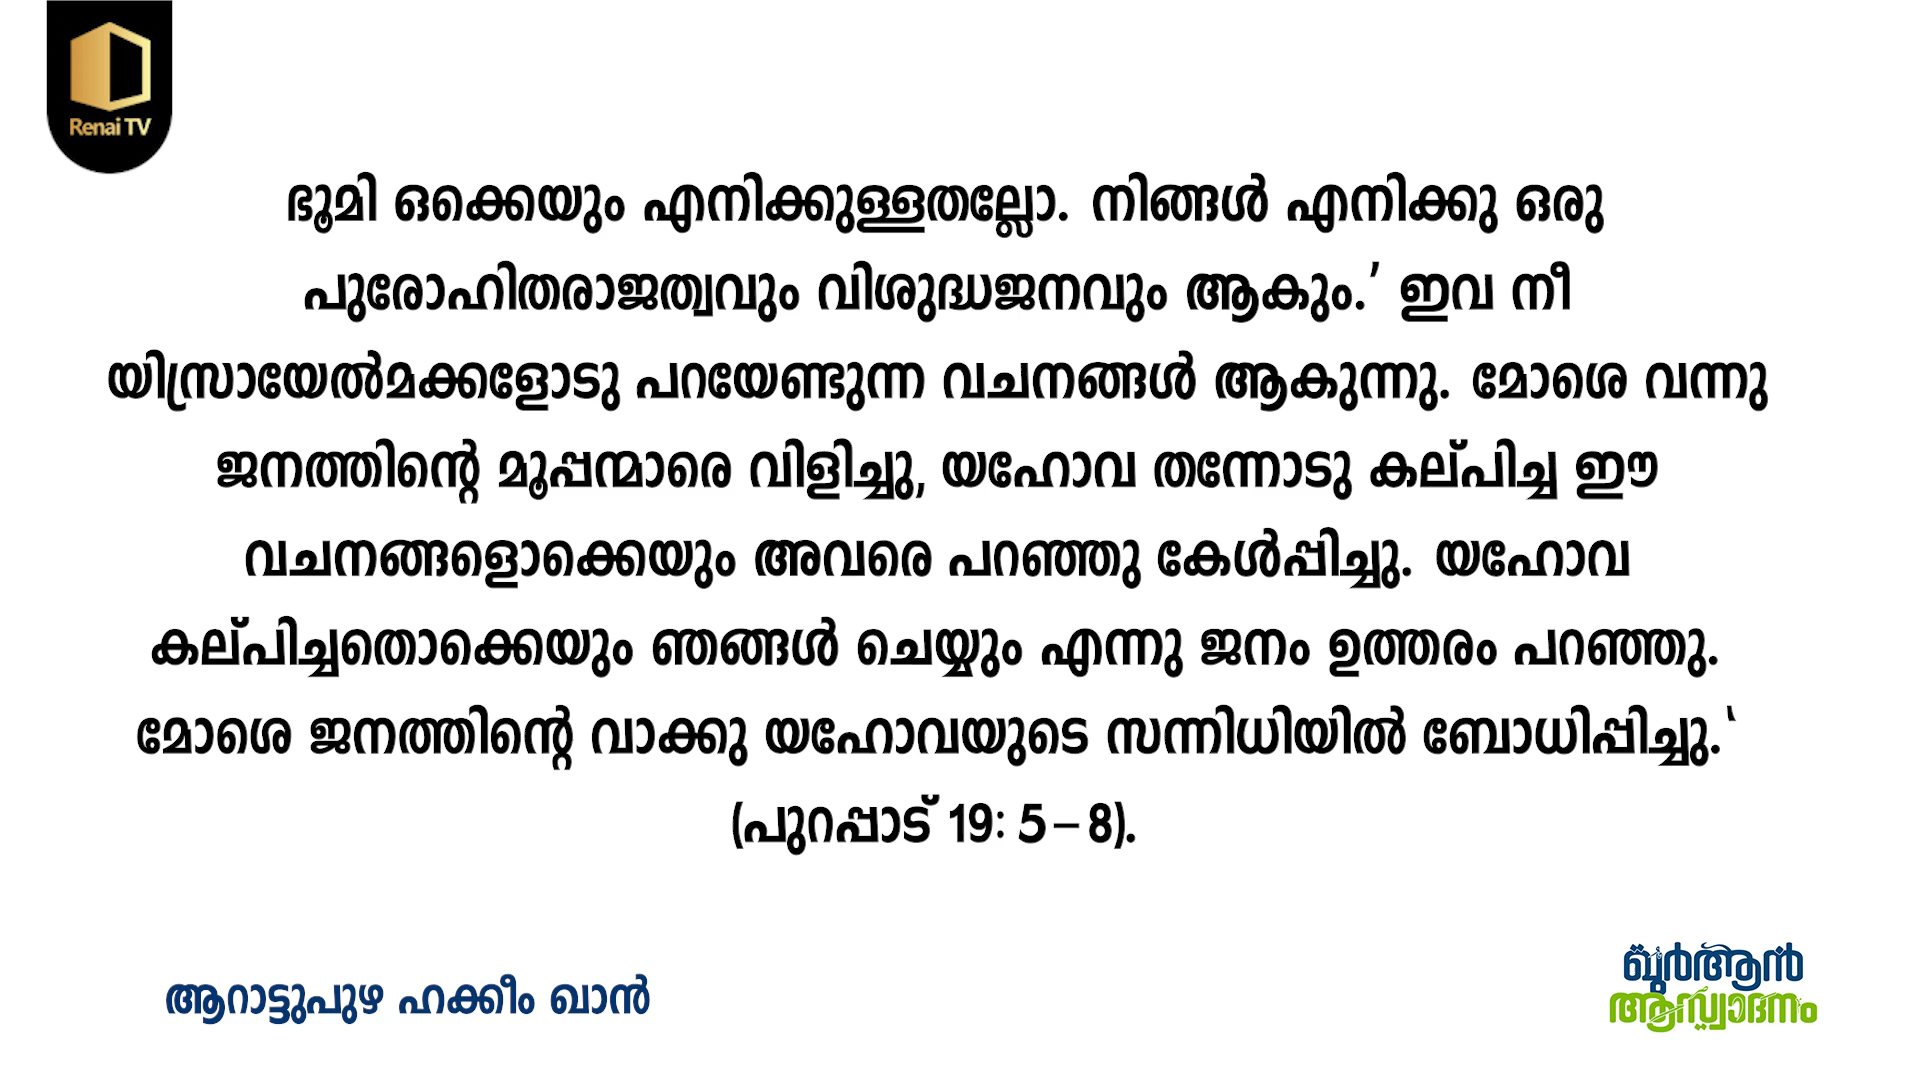 Renai TV
ഭൂമി ഒക്കെയും എനിക്കുള്ളതല്ലോ. നിങ്ങൾ എനിക്കു ഒരു
പുരോഹിതരാജത്വവും വിശുദ്ധജനവും ആകും.’ ഇവ നീ
യിസ്രായേൽമക്കളോടു പറയേണ്ടുന്ന വചനങ്ങൾ ആകുന്നു. മോശെ വന്നു
ജനത്തിന്റെ മൂപ്പന്മാരെ വിളിച്ചു, യഹോവ തന്നോടു കല്പിച്ച ഈ
വചനങ്ങളൊക്കെയും അവരെ പറഞ്ഞു കേൾപ്പിച്ചു. യഹോവ
കല്പിച്ചതൊക്കെയും ഞങ്ങൾ ചെയ്യും എന്നു ജനം ഉത്തരം പറഞ്ഞു.
മോശെ ജനത്തിന്റെ വാക്കു യഹോവയുടെ സന്നിധിയിൽ ബോധിപ്പിച്ചു.‛
(പുറപ്പാട് 19: 5-8).
ആറാട്ടുപുഴ ഹക്കീം ഖാൻ
ഖുർആൻ
ആസ്വാദനം